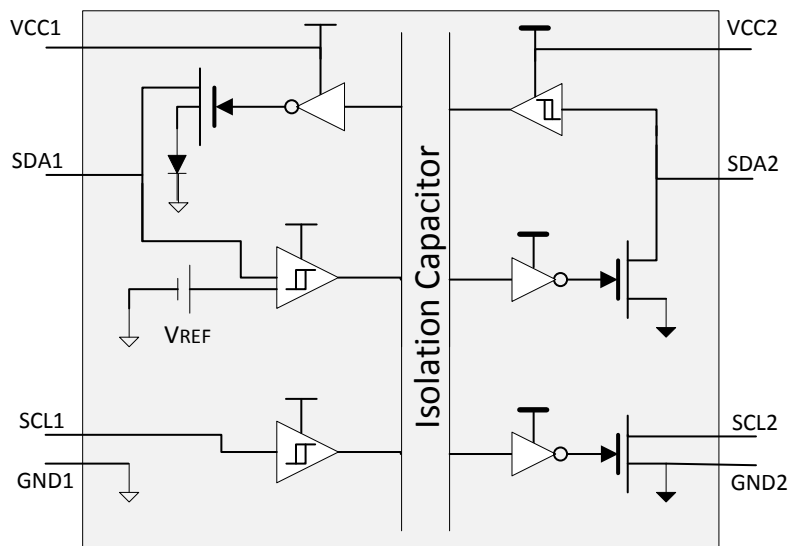 VCC1
VCC2
SDA1
SDA2
Isolation Capacitor
VREF
SCL1
SCL2
GND1
GND2